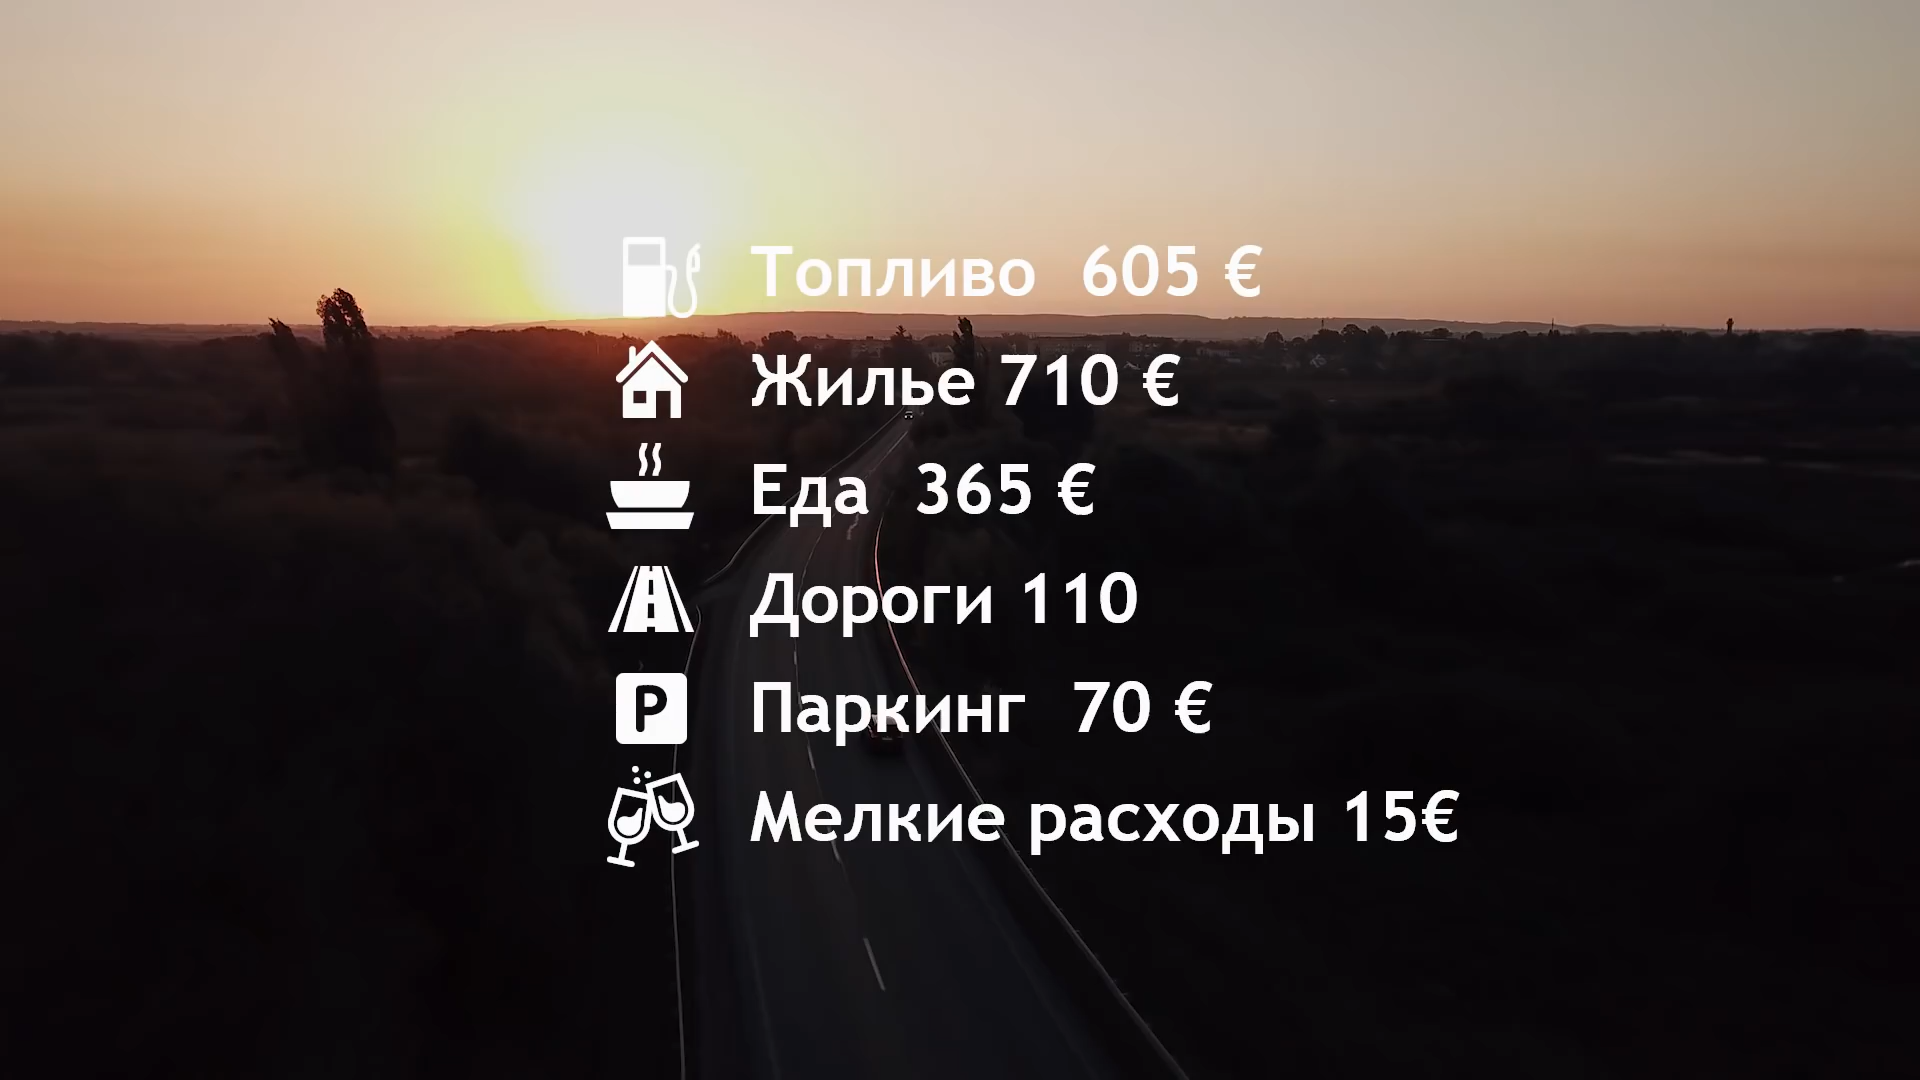 Топливо 605 €
Жилье 710 €
Еда 365 €
Дороги 110
P Паркинг 70 €
Мелкие расходы 15€